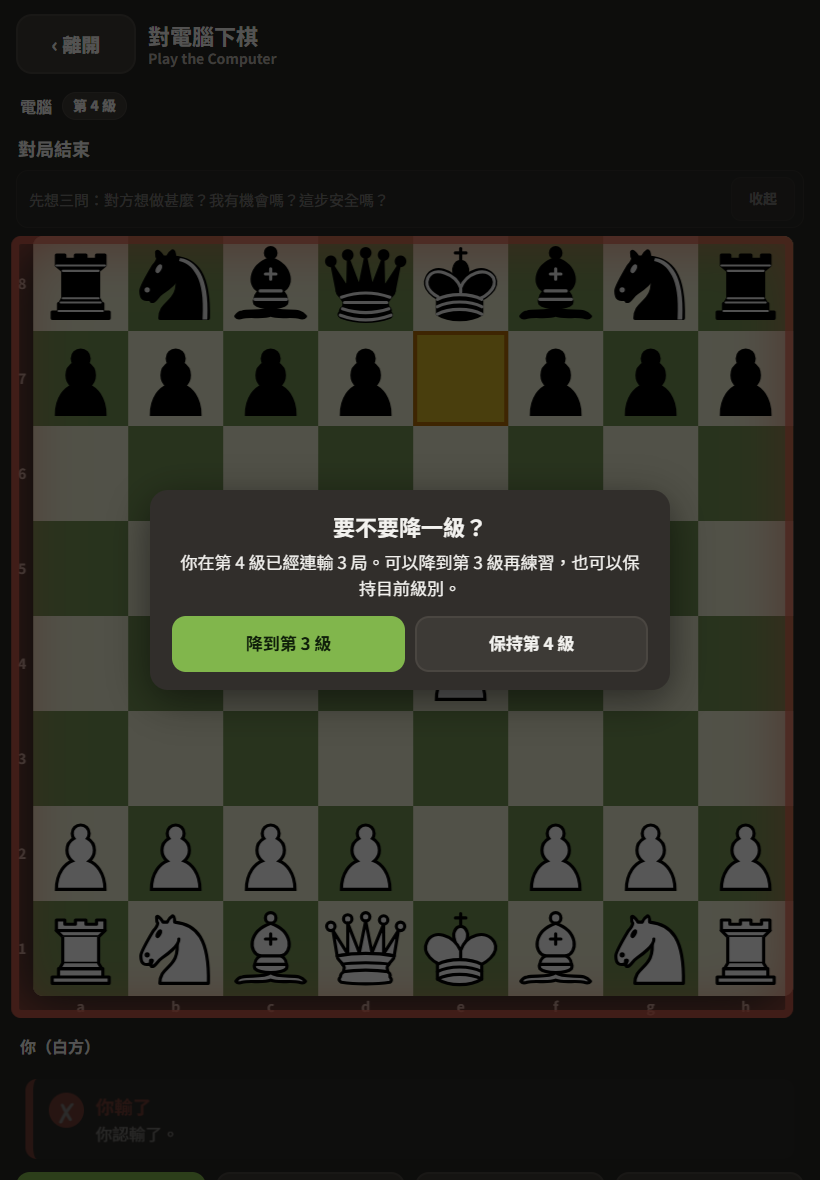 ‹ 離開
對電腦下棋
Play the Computer
電腦
第 4 級
對局結束
先想三問：對方想做甚麼？我有機會嗎？這步安全嗎？
收起
8
7
6
5
4
3
2
1
要不要降一級？
你在第 4 級已經連輸 3 局。可以降到第 3 級再練習，也可以保
持目前級別。
降到第 3 級
保持第 4 級
a b c d e f g h
你（白方）
X
你輸了
你認輸了。